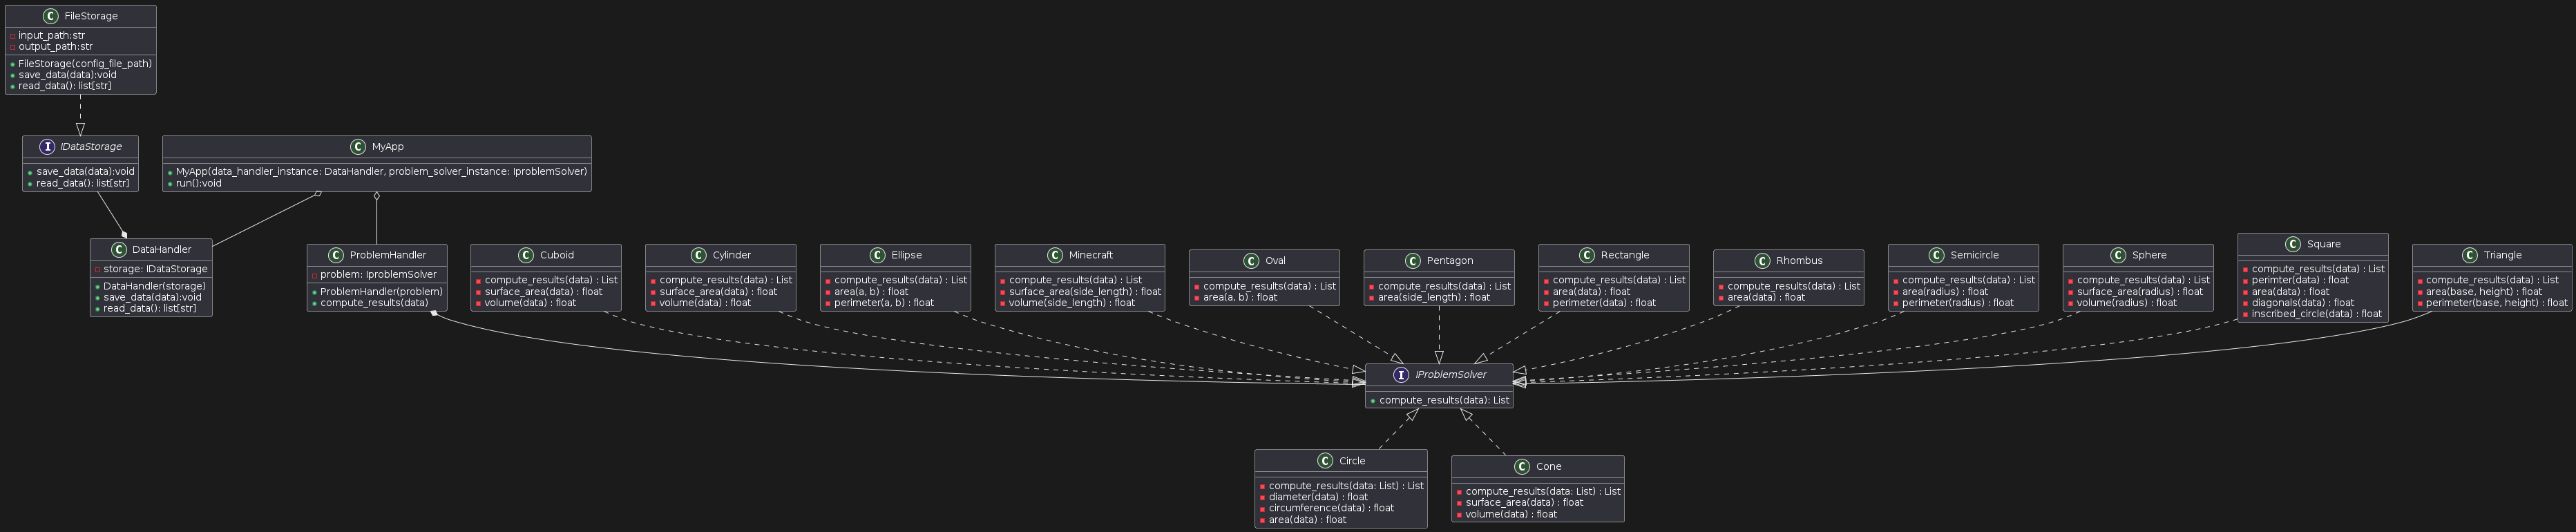 C FileStorage
input_path:str
output_path:str
FileStorage(config_file_path)
save_data(data):void
read_data(): list[str]
I IDataStorage
save_data(data):void
read_data(): list[str]
C MyApp
MyApp(data_handler_instance: DataHandler, problem_solver_instance: IproblemSolver)
run():void
C DataHandler
storage: IDataStorage
DataHandler(storage)
save_data(data):void
read_data(): list[str]
C ProblemHandler
problem: IproblemSolver
ProblemHandler(problem)
compute_results(data)
C Cuboid
compute_results(data) : List
surface_area(data) : float
volume(data) : float
C Cylinder
compute_results(data) : List
surface_area(data) : float
volume(data) : float
C Ellipse
compute_results(data) : List
area(a, b) : float
perimeter(a, b) : float
C Minecraft
compute_results(data) : List
surface_area(side_length) : float
volume(side_length) : float
C Oval
compute_results(data) : List
area(a, b) : float
C Pentagon
compute_results(data) : List
area(side_length) : float
C Rectangle
compute_results(data) : List
area(data) : float
perimeter(data) : float
C Rhombus
compute_results(data) : List
area(data) : float
C Semicircle
compute_results(data) : List
area(radius) : float
perimeter(radius) : float
C Sphere
compute_results(data) : List
surface_area(radius) : float
volume(radius) : float
C Square
compute_results(data) : List
perimter(data) : float
area(data) : float
diagonals(data) : float
inscribed_circle(data) : float
C Triangle
compute_results(data) : List
area(base, height) : float
perimeter(base, height) : float
I IProblemSolver
compute_results(data): List
C Circle
compute_results(data: List) : List
diameter(data) : float
circumference(data) : float
area(data) : float
C Cone
compute_results(data: List) : List
surface_area(data) : float
volume(data) : float